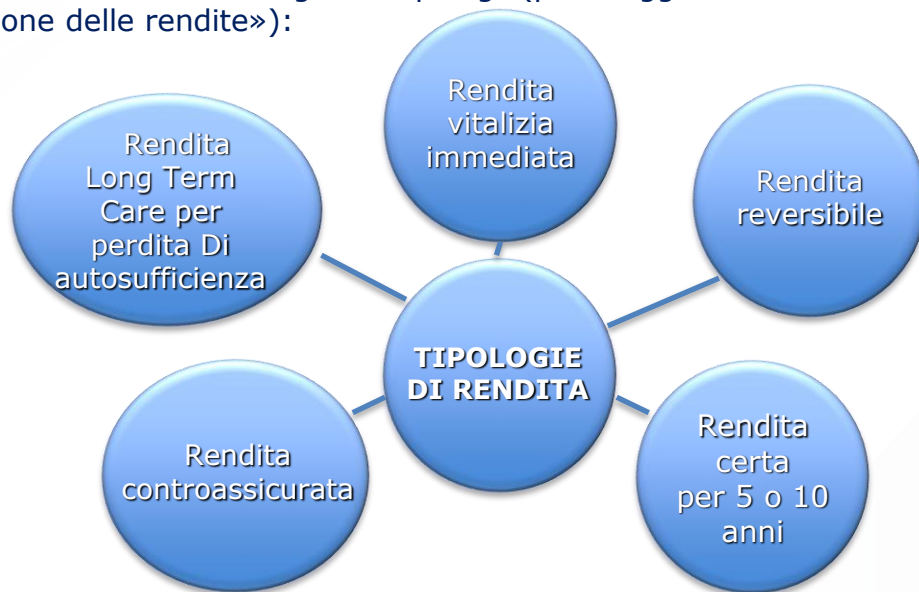 one delle rendite»):
Rendita
vitalizia
immediata
Rendita
Long Term
Care per
perdita Di
autosufficienza
Rendita
reversibile
TIPOLOGIE
DI RENDITA
Rendita
controassicurata
Rendita
certa
per 5 o 10
anni